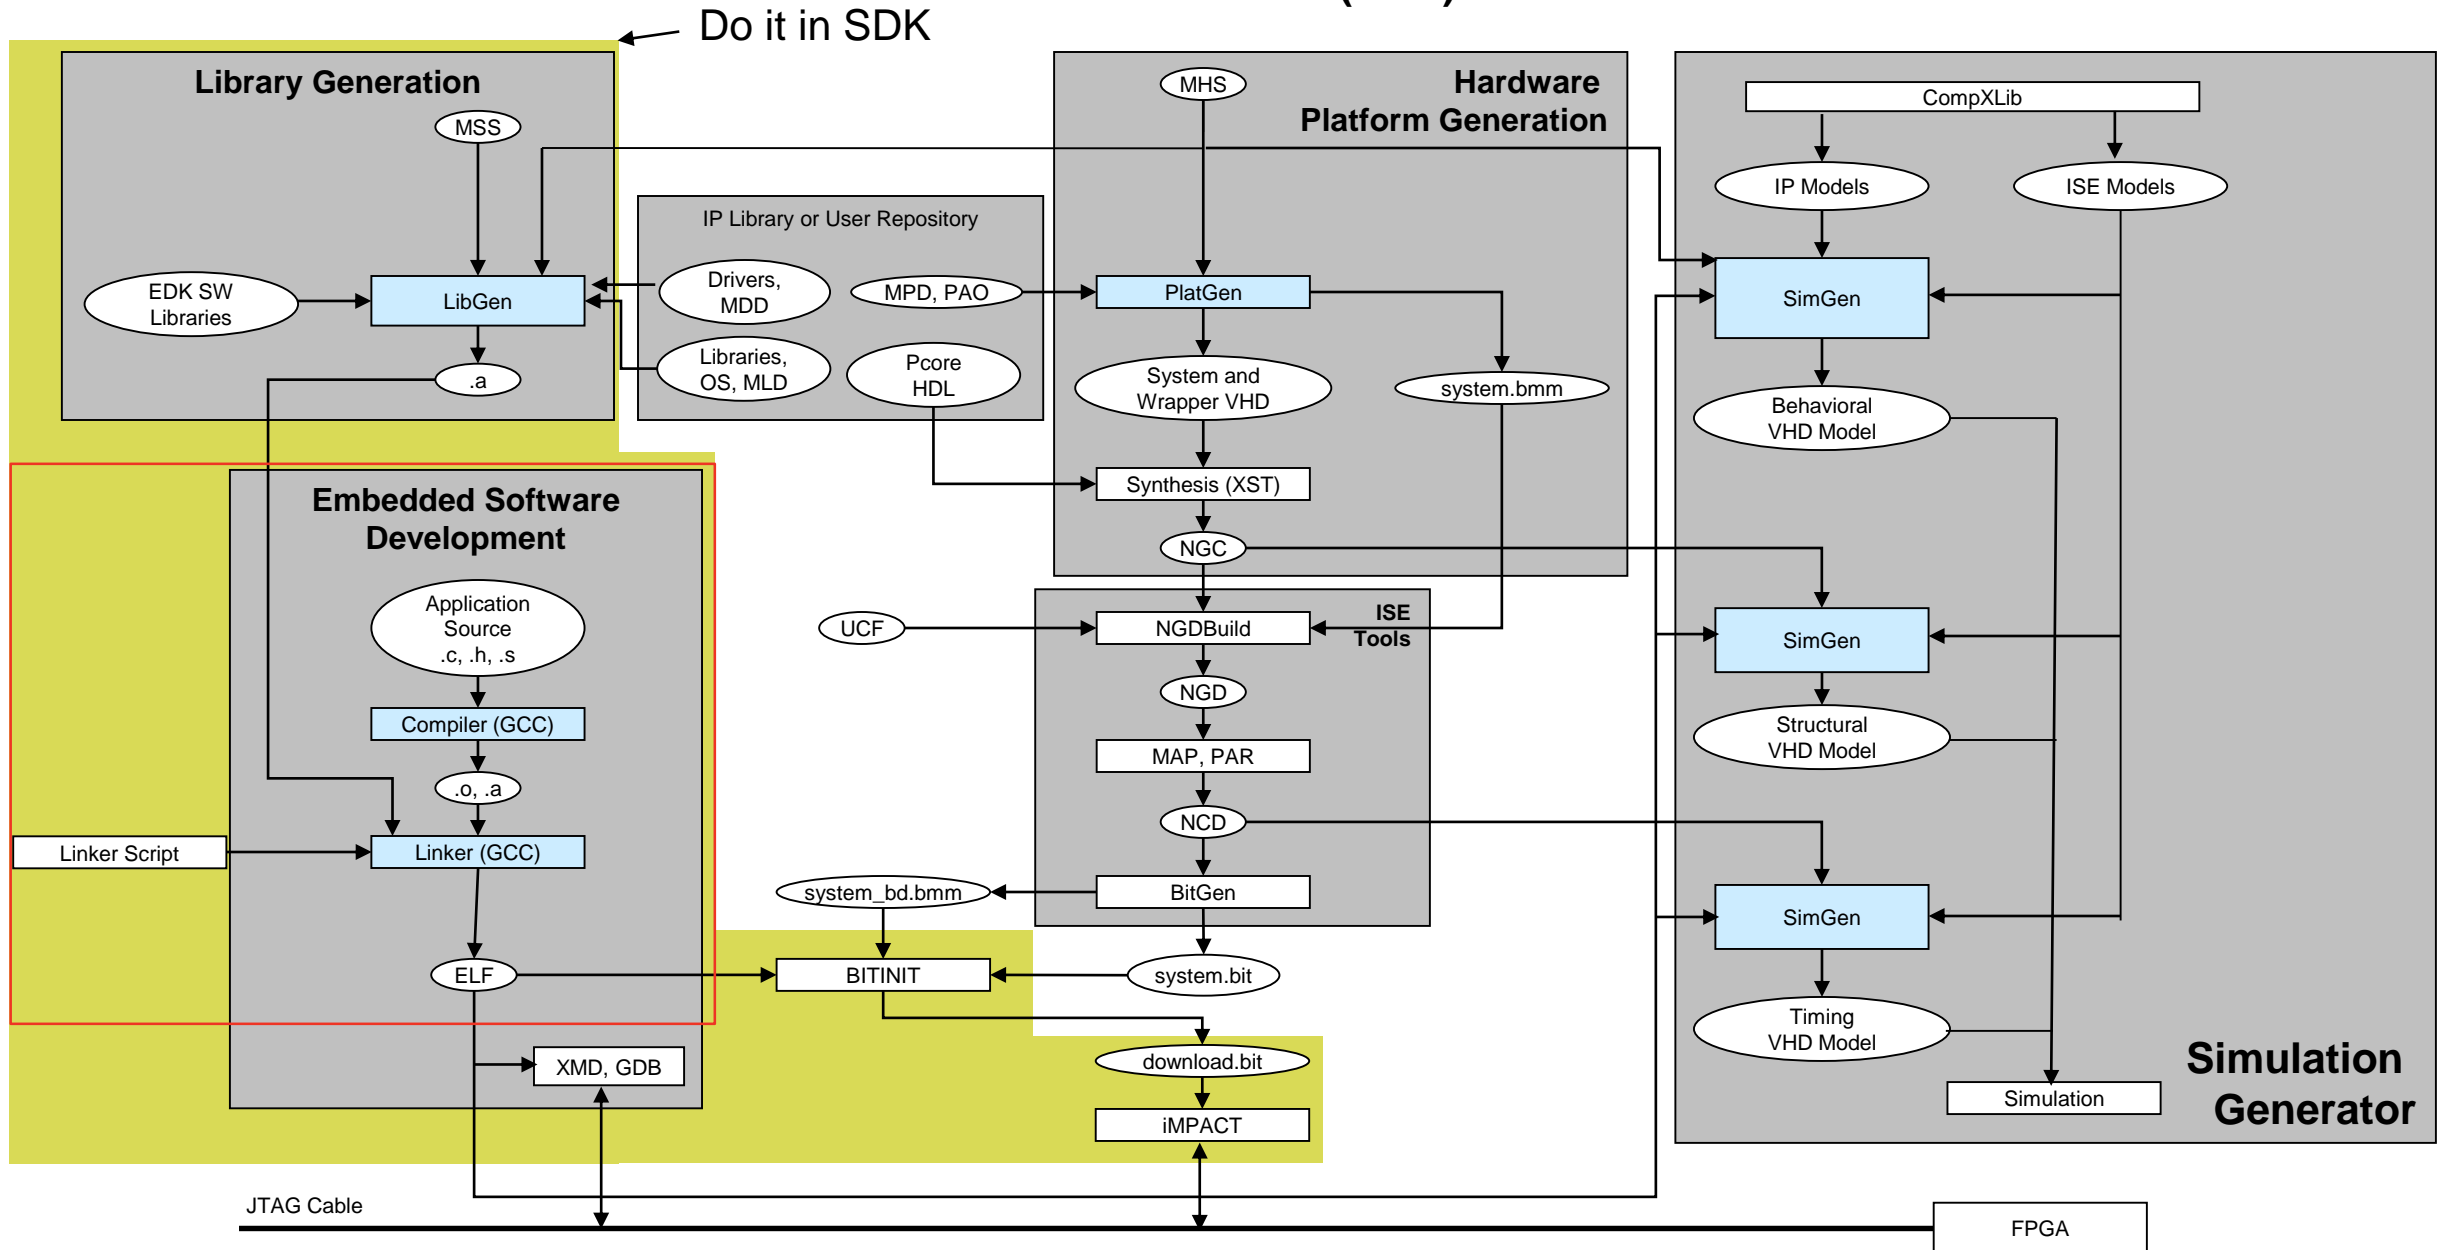 Do it in SDK
Library Generation
MSS
EDK SW
Libraries
LibGen
.a
IP Library or User Repository
Drivers,
MDD
MPD, PAO
Libraries,
OS, MLD
Pcore
HDL
Hardware
Platform Generation
MHS
PlatGen
System and
Wrapper VHD
system.bmm
Synthesis (XST)
NGC
ISE
Tools
UCF
NGDBuild
NGD
MAP, PAR
NCD
BitGen
system_bd.bmm
system.bit
BITINIT
download.bit
iMPACT
Embedded Software
Development
Application
Source
.c, .h, .s
Compiler (GCC)
.o, .a
Linker Script
Linker (GCC)
ELF
XMD, GDB
CompXLib
IP Models
ISE Models
SimGen
Behavioral
VHD Model
SimGen
Structural
VHD Model
SimGen
Timing
VHD Model
Simulation
Simulation
Generator
JTAG Cable
FPGA